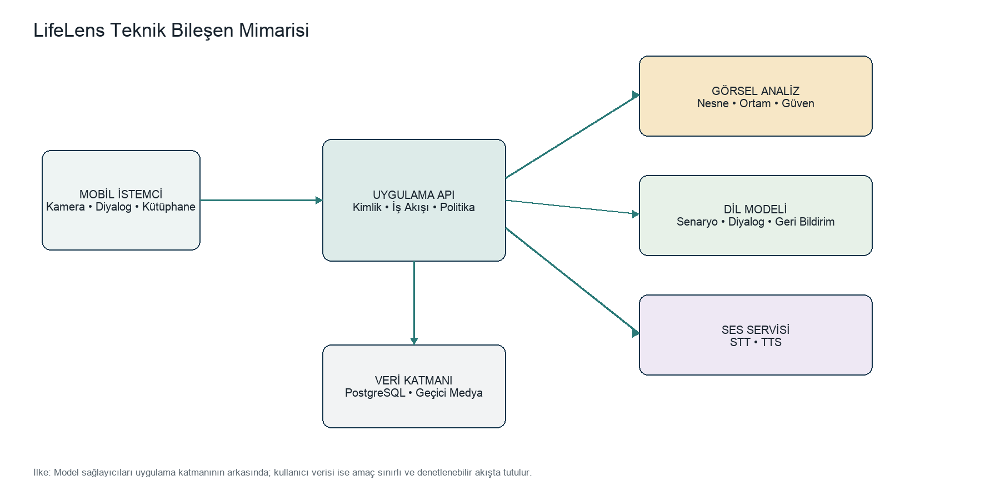 LifeLens Teknik Bileşen Mimarisi
GÖRSEL ANALİZ
Nesne • Ortam • Güven
MOBİL İSTEMCİ
Kamera • Diyalog • Kütüphane
UYGULAMA API
Kimlik • İş Akışı • Politika
DİL MODELİ
Senaryo • Diyalog • Geri Bildirim
SES SERVİSİ
STT • TTS
VERİ KATMANI
PostgreSQL • Geçici Medya
İlke: Model sağlayıcıları uygulama katmanının arkasında; kullanıcı verisi ise amaç sınırlı ve denetlenebilir akışta tutulur.